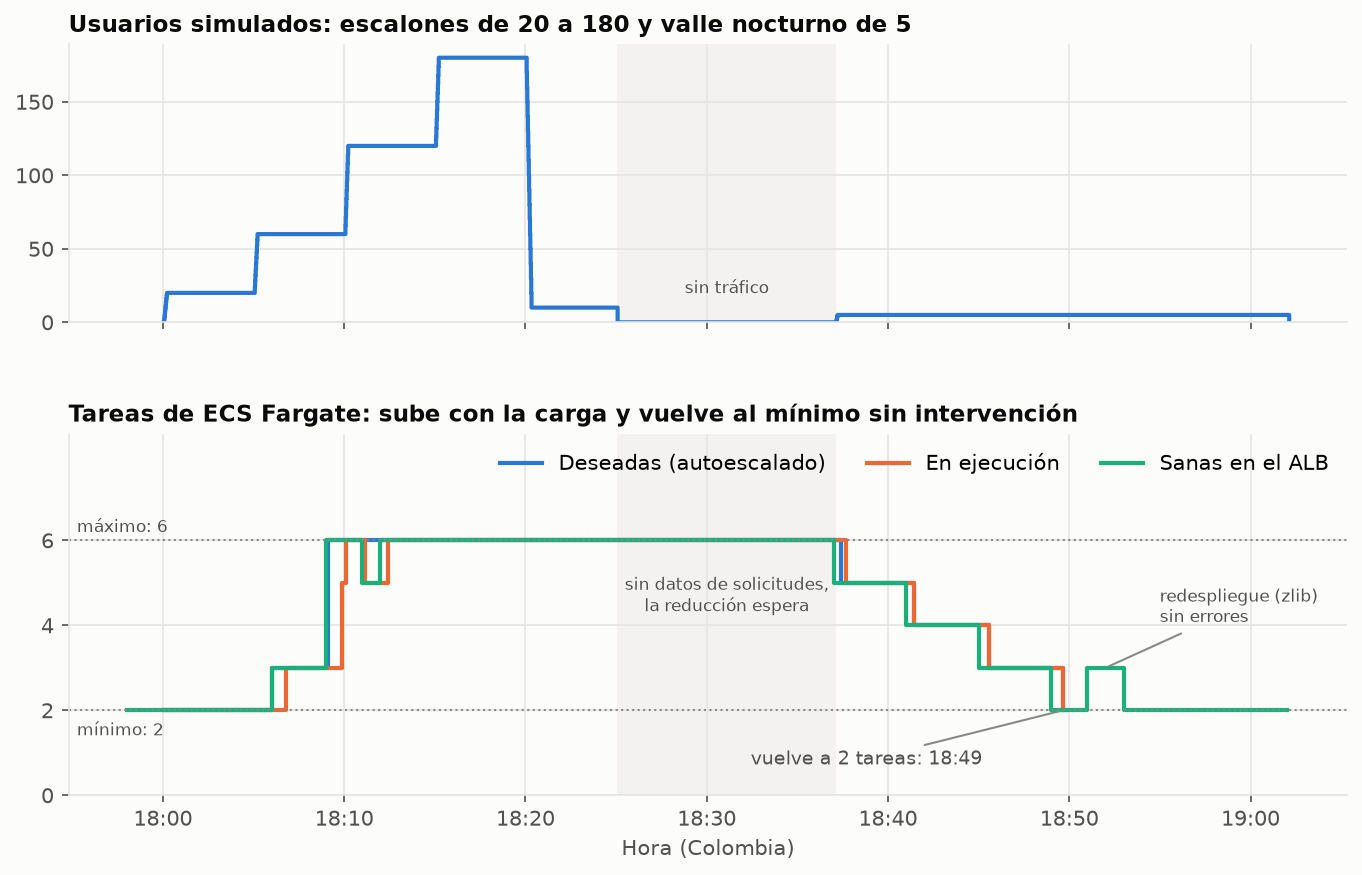 Usuarios simulados: escalones de 20 a 180 y valle nocturno de 5
150
100
50
0
sin tráfico
Tareas de ECS Fargate: sube con la carga y vuelve al mínimo sin intervención
Deseadas (autoescalado)
En ejecución
Sanas en el ALB
máximo: 6
6
sin datos de solicitudes,
la reducción espera
redespliegue (zlib)
sin errores
4
2
mínimo: 2
vuelve a 2 tareas: 18:49
0
18:00
18:10
18:20
18:30
18:40
18:50
19:00
Hora (Colombia)